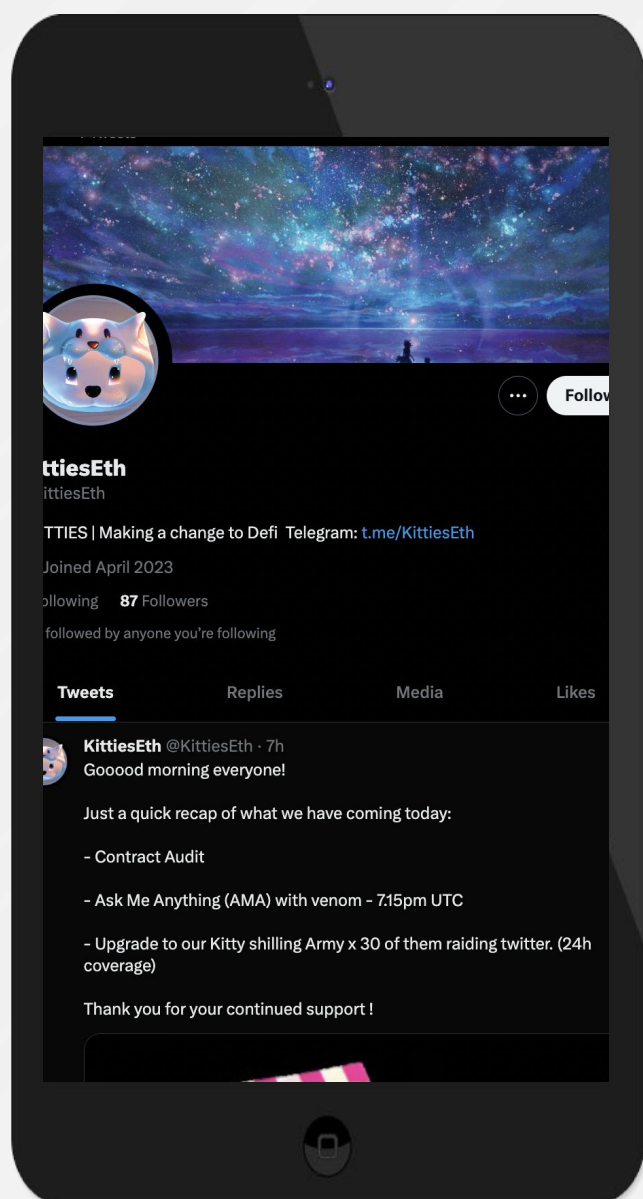 Follow
ttiesEth
ittiesEth
TTIES | Making a change to Defi Telegram: t.me/KittiesEth
Joined April 2023
ollowing 87 Followers
followed by anyone you're following
Tweets Replies Media Likes
KittiesEth @KittiesEth · 7h
Gooood morning everyone!
Just a quick recap of what we have coming today:
- Contract Audit
- Ask Me Anything (AMA) with venom - 7.15pm UTC
- Upgrade to our Kitty shilling Army x 30 of them raiding twitter. (24h
coverage)
Thank you for your continued support !